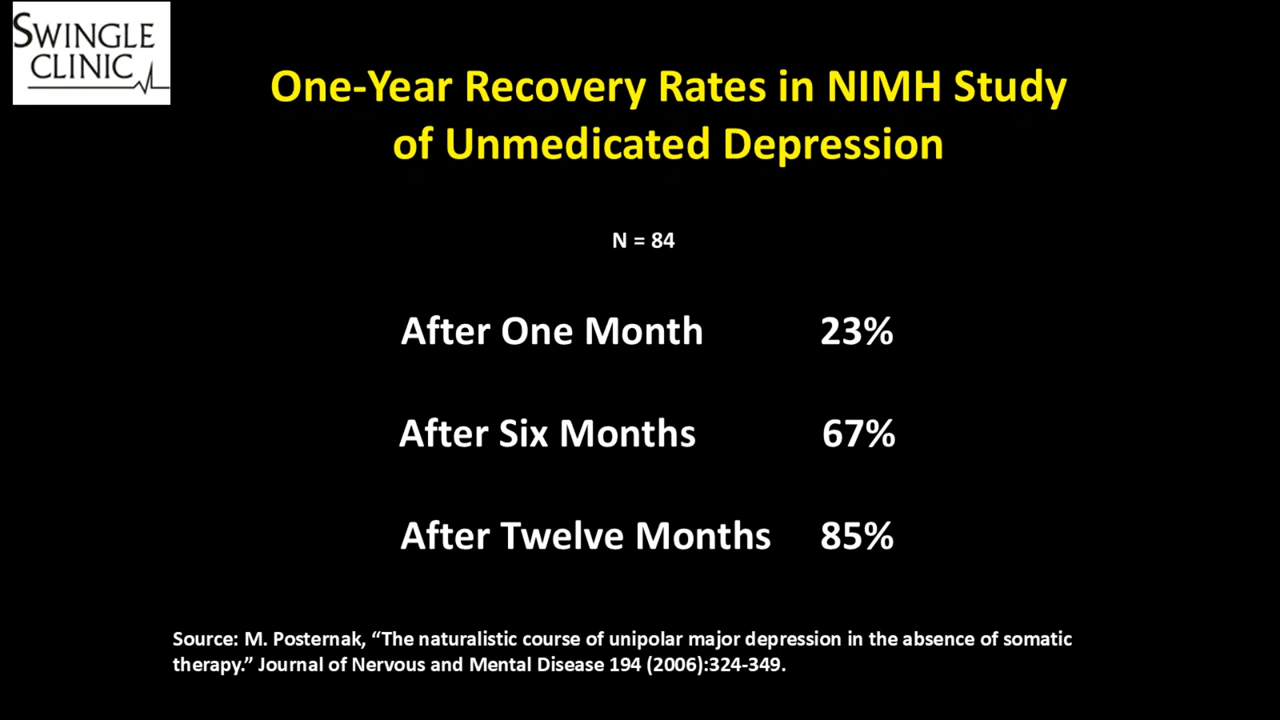 SWINGLE
CLINIC
One-Year Recovery Rates in NIMH Study
of Unmedicated Depression
N = 84
After One Month 23%
After Six Months 67%
After Twelve Months 85%
Source: M. Posternak, “The naturalistic course of unipolar major depression in the absence of somatic
therapy.” Journal of Nervous and Mental Disease 194 (2006):324-349.